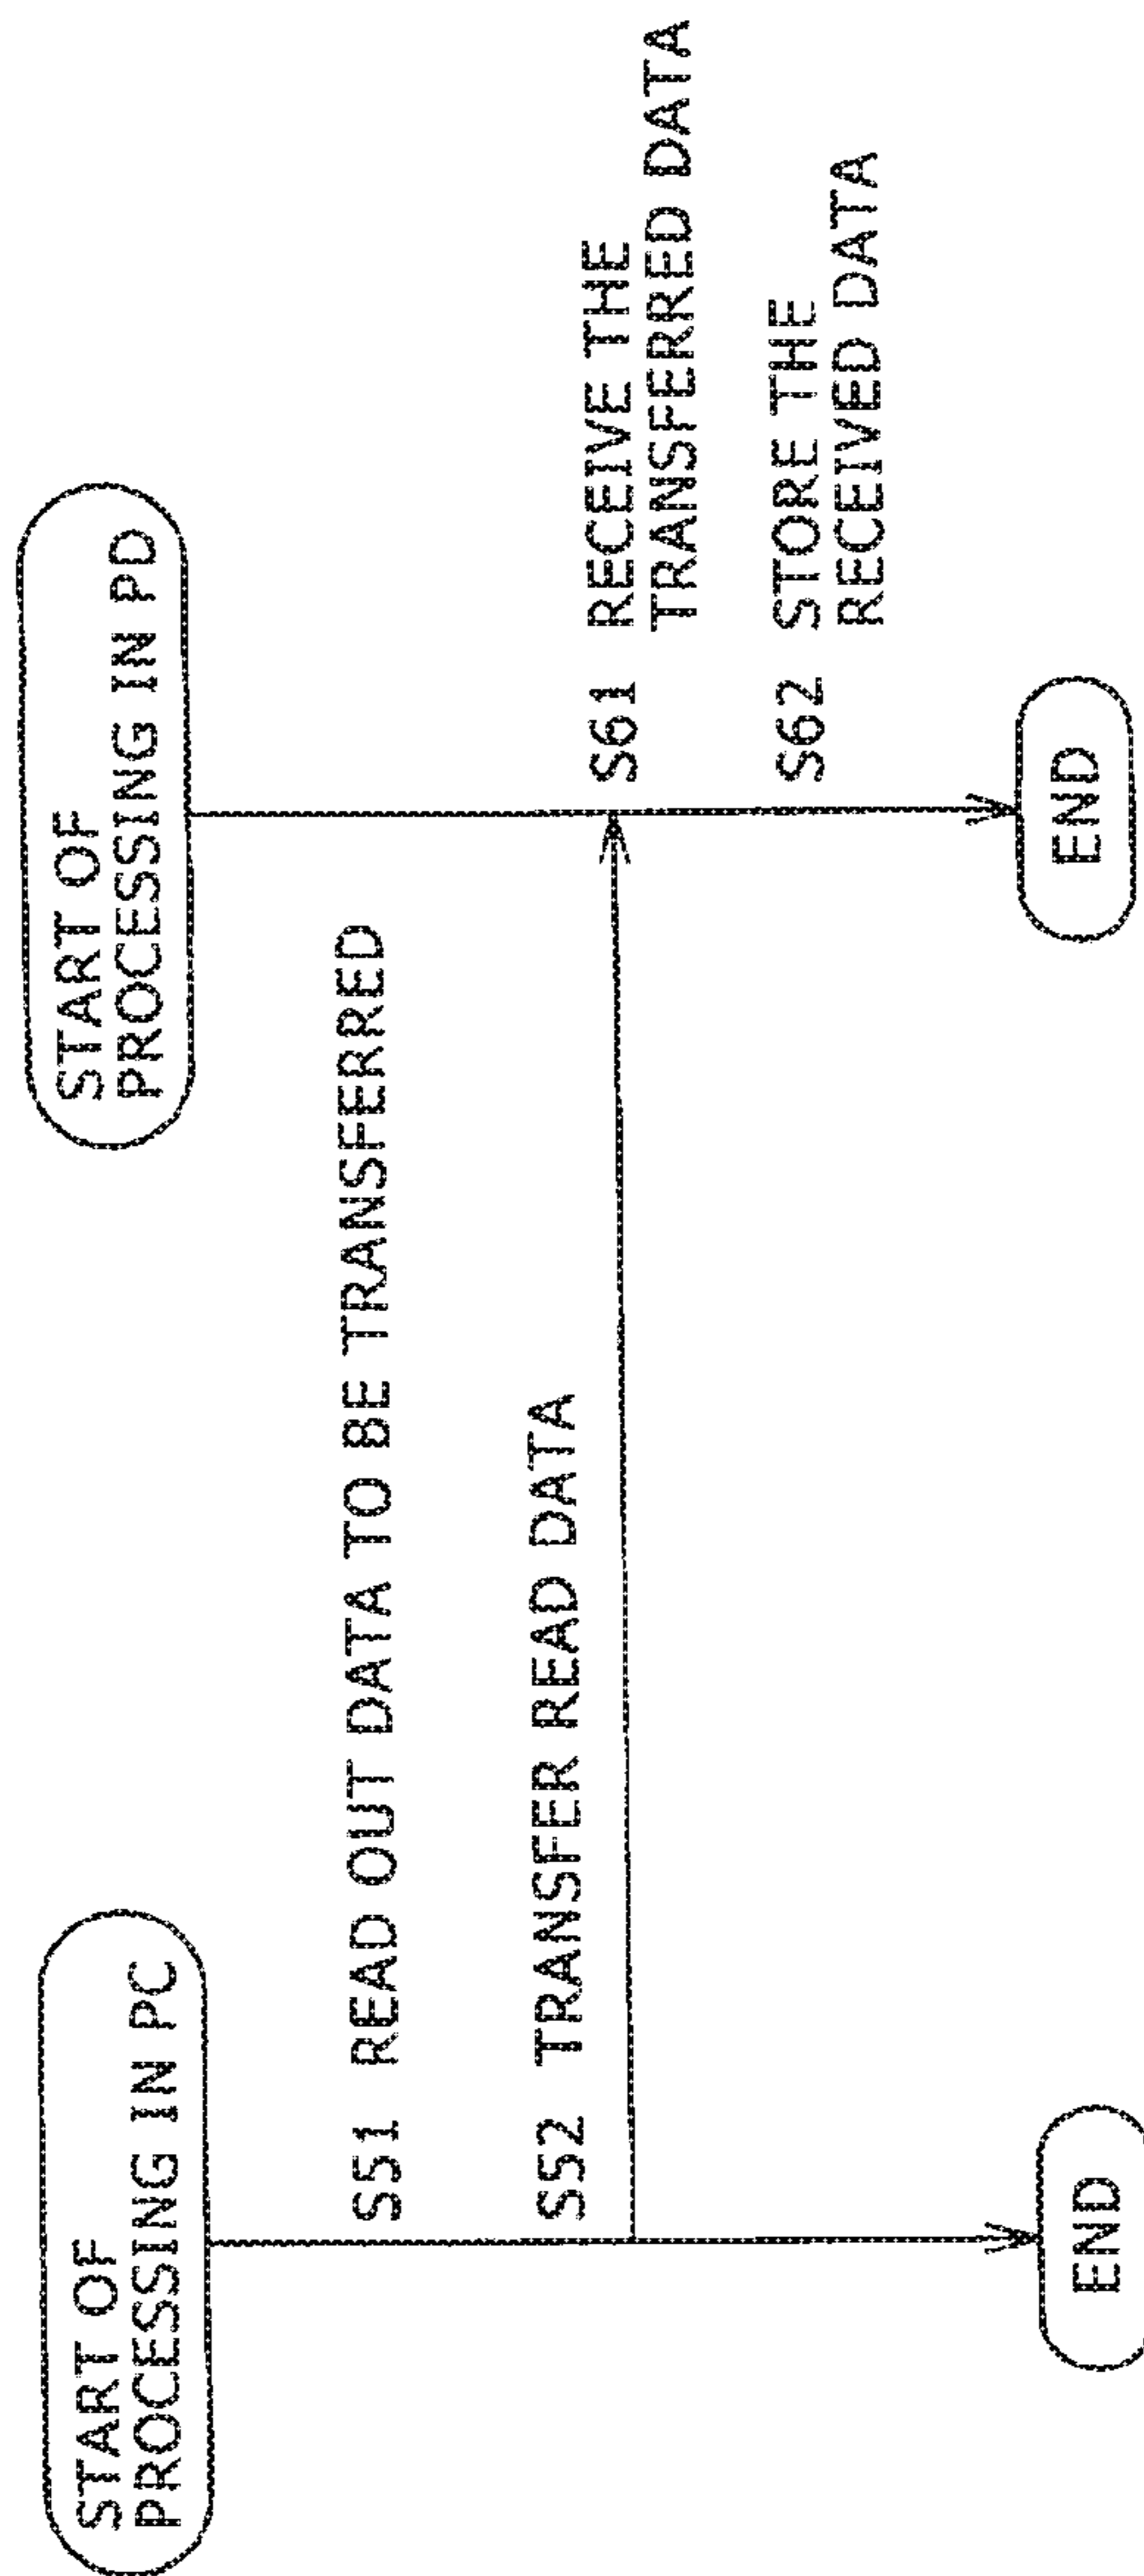 START OF
PROCESSING IN PC
START OF
PROCESSING IN PD
S51 READ OUT DATA TO BE TRANSFERRED
S52 TRANSFER READ DATA
S61 RECEIVE THE
TRANSFERRED DATA
S62 STORE THE
RECEIVED DATA
END
END